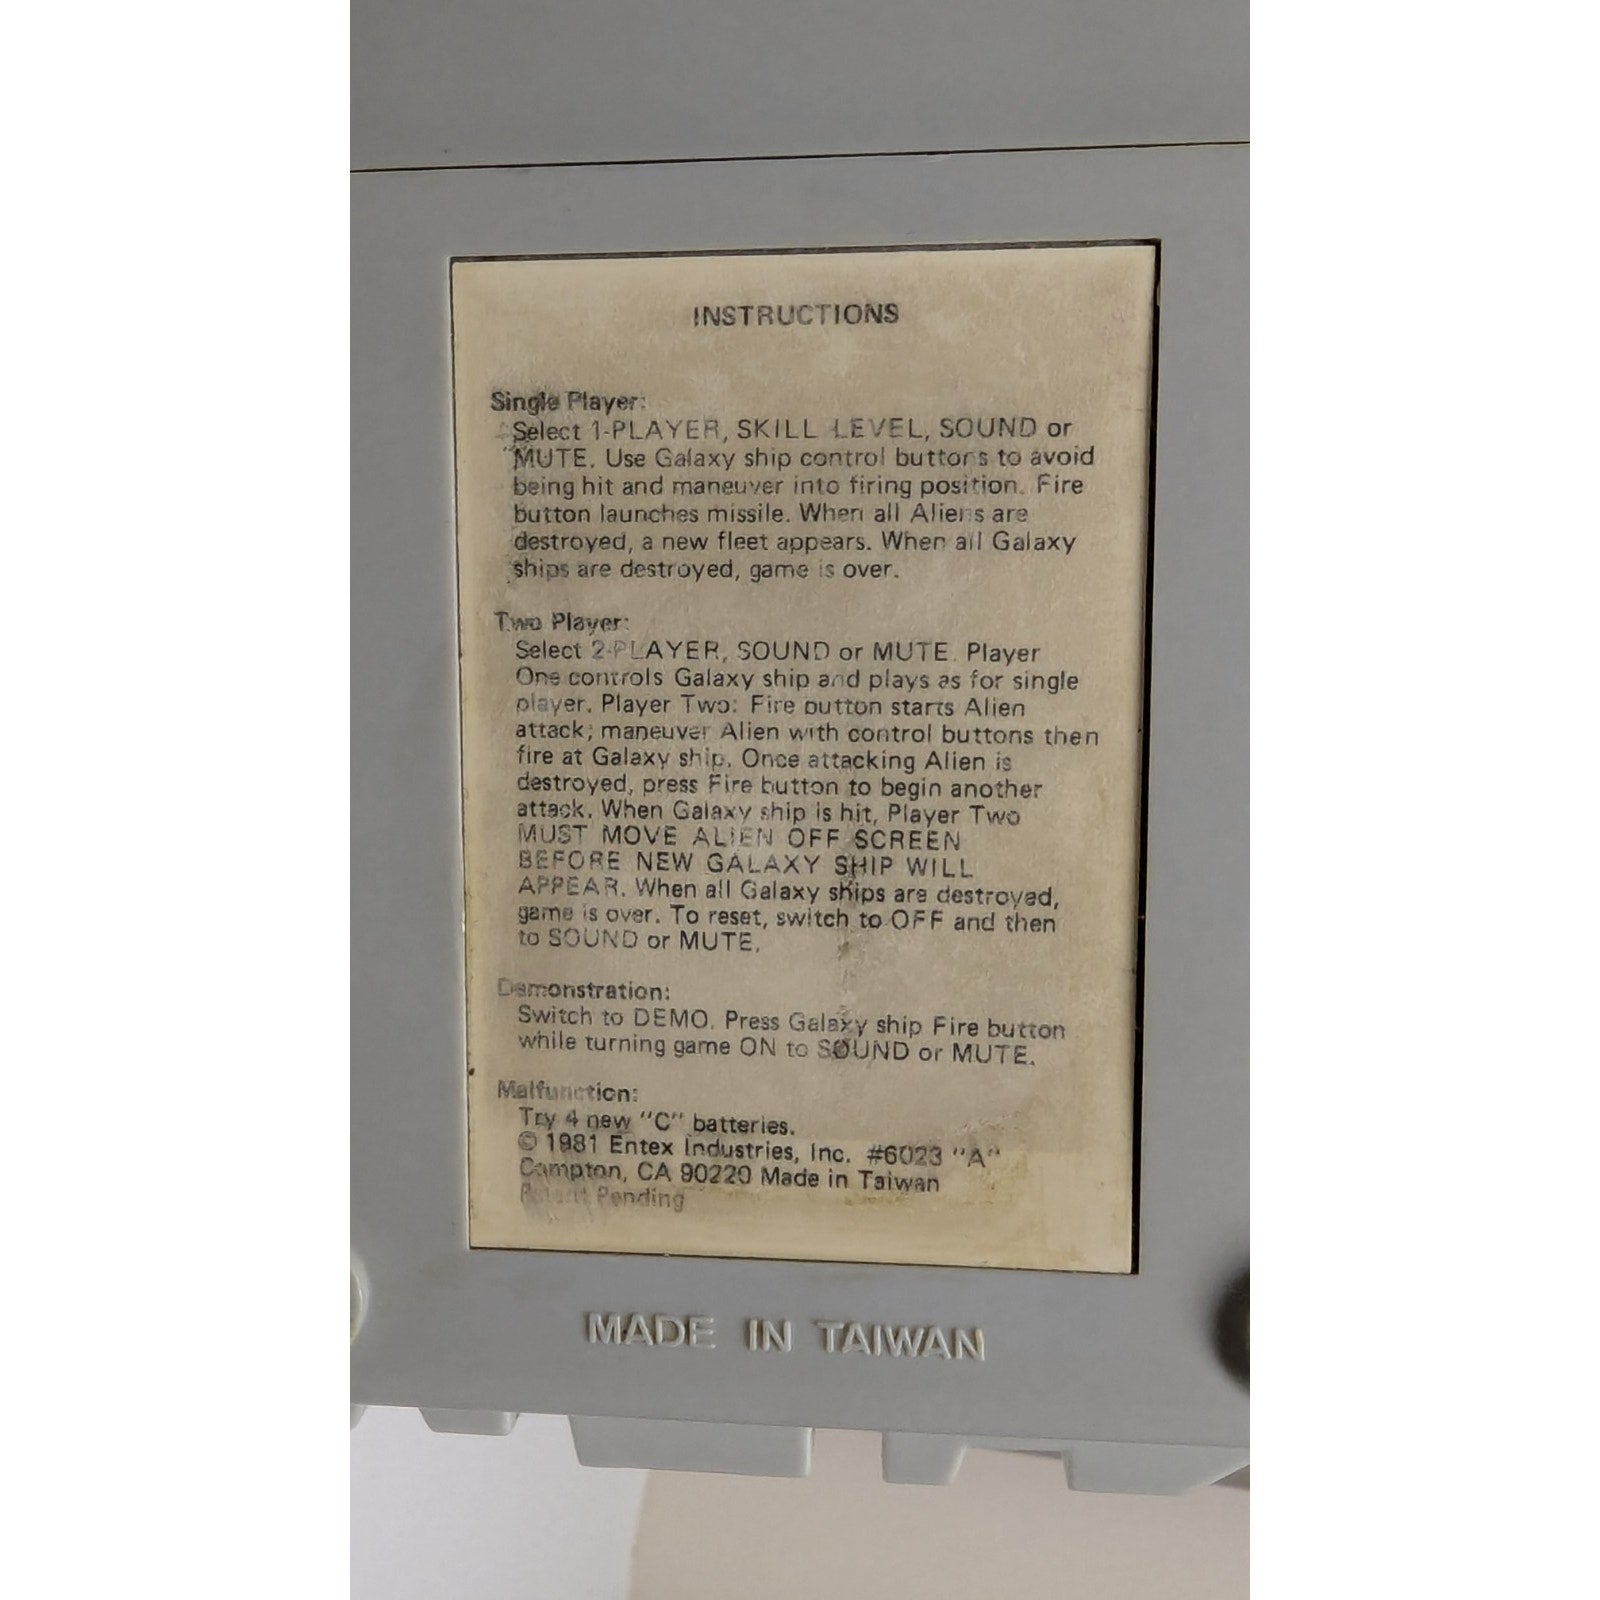 INSTRUCTIONS
Single Player:
Select 1-PLAYER, SKILL LEVEL, SOUND or
MUTE. Use Galaxy ship control buttons to avoid
being hit and maneuver into firing position. Fire
button launches missile. When all Aliens are
destroyed, a new fleet appears. When all Galaxy
ships are destroyed, game is over.
Two Player:
Select 2-PLAYER, SOUND or MUTE. Player
One controls Galaxy ship and plays as for single
player. Player Two: Fire button starts Alien
attack; maneuver Alien with control buttons then
fire at Galaxy ship. Once attacking Alien is
destroyed, press Fire button to begin another
attack. When Galaxy ship is hit, Player Two
MUST MOVE ALIEN OFF SCREEN
BEFORE NEW GALAXY SHIP WILL
APPEAR. When all Galaxy ships are destroyed,
game is over. To reset, switch to OFF and then
to SOUND or MUTE.
Demonstration:
Switch to DEMO. Press Galaxy ship Fire button
while turning game ON to SOUND or MUTE.
Malfunction:
Try 4 new "C" batteries.
© 1981 Entex Industries, Inc. #6023 "A"
Compton, CA 90220 Made in Taiwan
Patent Pending
MADE IN TAIWAN